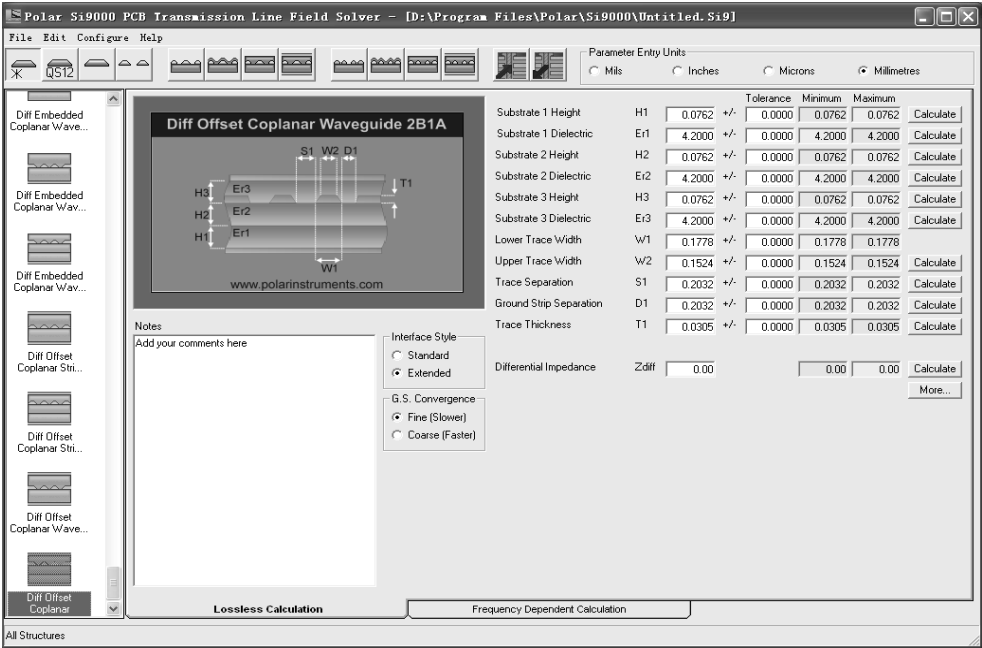 Polar Si9000 PCB Transmission Line Field Solver - [D:\Program Files\Polar\Si9000\Untitled.Si9]
File Edit Configure Help
QS12
Parameter Entry Units
Mils Inches Microns Millimetres
Diff Embedded
Coplanar Wave...
Diff Embedded
Coplanar Wav...
Diff Embedded
Coplanar Wav...
Diff Offset
Coplanar Stri...
Diff Offset
Coplanar Stri...
Diff Offset
Coplanar Wave...
Diff Offset
Coplanar
Diff Offset Coplanar Waveguide 2B1A
S1 W2 D1
T1
H3 Er3
H2 Er2
H1 Er1
W1
www.polarinstruments.com
Notes
Add your comments here
Interface Style
Standard
Extended
G.S. Convergence
Fine (Slower)
Coarse (Faster)
Tolerance Minimum Maximum
Substrate 1 Height H1 0.0762 +/- 0.0000 0.0762 0.0762 Calculate
Substrate 1 Dielectric Er1 4.2000 +/- 0.0000 4.2000 4.2000 Calculate
Substrate 2 Height H2 0.0762 +/- 0.0000 0.0762 0.0762 Calculate
Substrate 2 Dielectric Er2 4.2000 +/- 0.0000 4.2000 4.2000 Calculate
Substrate 3 Height H3 0.0762 +/- 0.0000 0.0762 0.0762 Calculate
Substrate 3 Dielectric Er3 4.2000 +/- 0.0000 4.2000 4.2000 Calculate
Lower Trace Width W1 0.1778 +/- 0.0000 0.1778 0.1778
Upper Trace Width W2 0.1524 +/- 0.0000 0.1524 0.1524 Calculate
Trace Separation S1 0.2032 +/- 0.0000 0.2032 0.2032 Calculate
Ground Strip Separation D1 0.2032 +/- 0.0000 0.2032 0.2032 Calculate
Trace Thickness T1 0.0305 +/- 0.0000 0.0305 0.0305 Calculate
Differential Impedance Zdiff 0.00 0.00 0.00 Calculate
More...
Lossless Calculation Frequency Dependent Calculation
All Structures